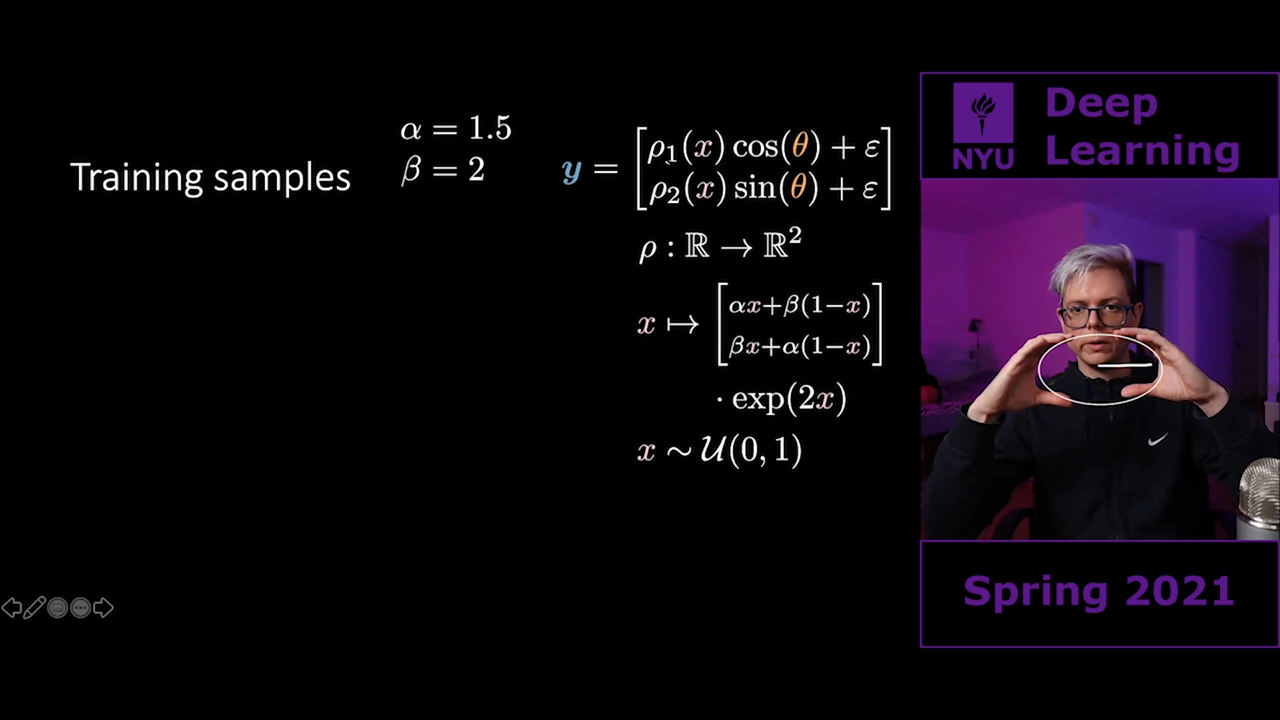 Training samples
α = 1.5
β = 2
y = [ρ₁(x) cos(θ) + ε
ρ₂(x) sin(θ) + ε]
ρ : ℝ → ℝ²
x ↦ [αx+β(1−x)
βx+α(1−x)]
· exp(2x)
x ∼ 𝒰(0, 1)
NYU
Deep
Learning
Spring 2021